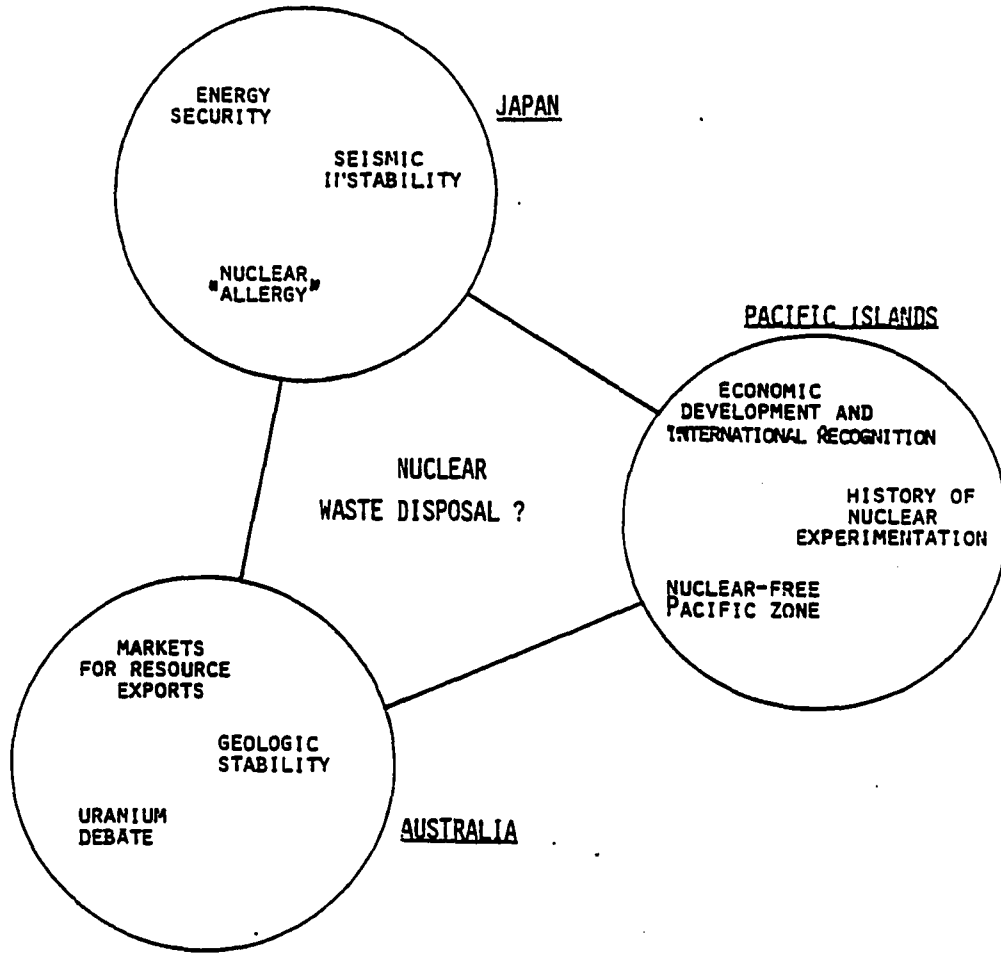 JAPAN
ENERGY
SECURITY
SEISMIC
INSTABILITY
"NUCLEAR
ALLERGY"
PACIFIC ISLANDS
ECONOMIC
DEVELOPMENT AND
INTERNATIONAL RECOGNITION
HISTORY OF
NUCLEAR
EXPERIMENTATION
NUCLEAR-FREE
PACIFIC ZONE
NUCLEAR
WASTE DISPOSAL ?
MARKETS
FOR RESOURCE
EXPORTS
GEOLOGIC
STABILITY
URANIUM
DEBATE
AUSTRALIA